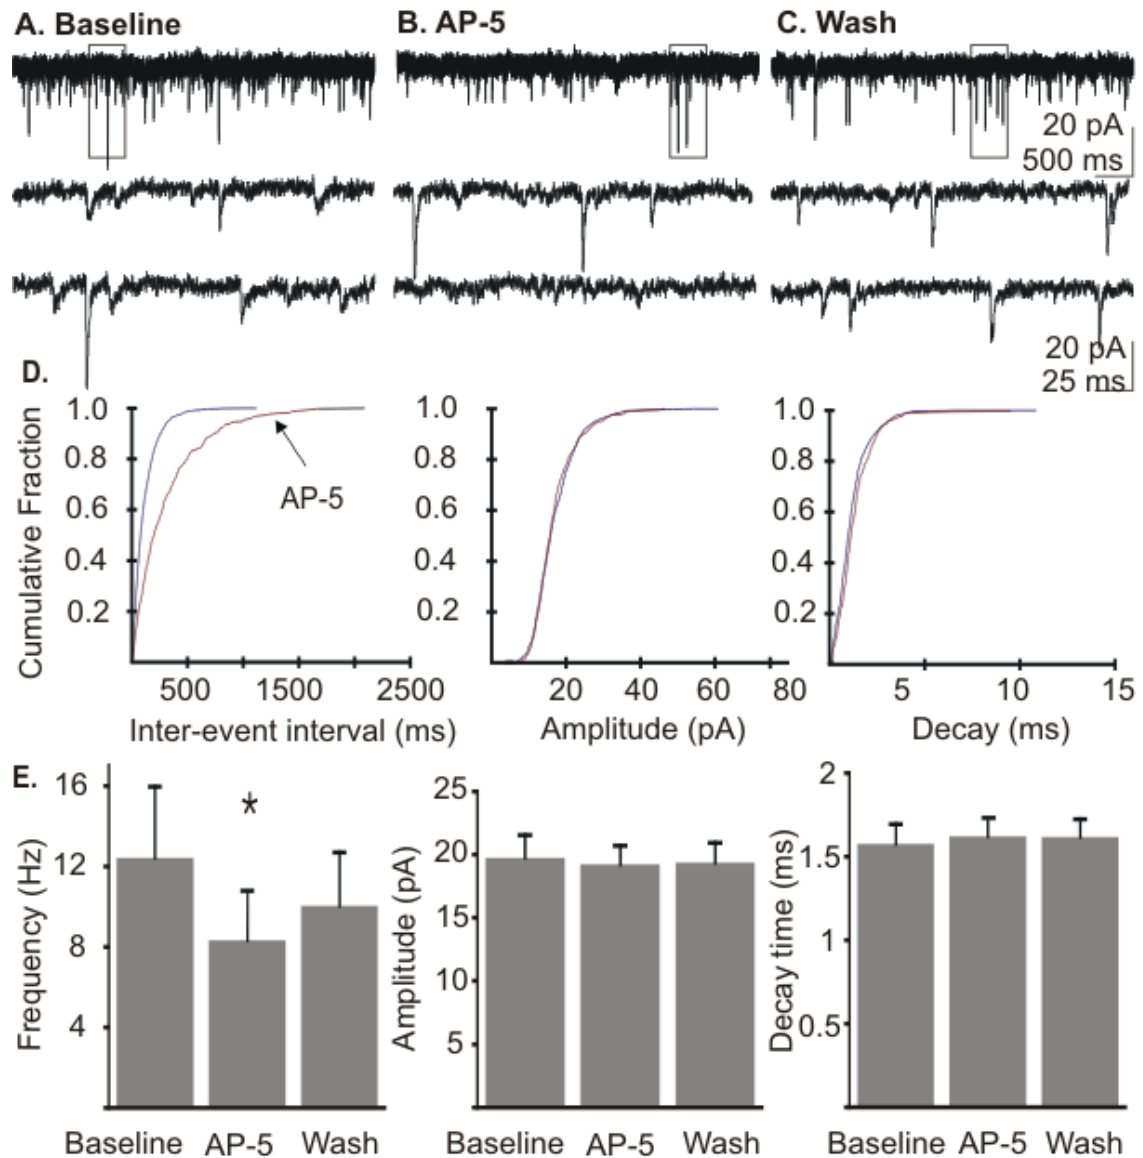 A. Baseline B. AP-5 C. Wash
20 pA
500 ms
20 pA
25 ms
D.
Cumulative Fraction
1.0
0.8
0.6
0.4
0.2
AP-5
500 1500 2500
Inter-event interval (ms)
1.0
0.8
0.6
0.4
0.2
20 40 60 80
Amplitude (pA)
1.0
0.8
0.6
0.4
0.2
5 10 15
Decay (ms)
E.
Frequency (Hz)
16
12
8
4
*
Baseline AP-5 Wash
Amplitude (pA)
25
20
15
10
5
Baseline AP-5 Wash
Decay time (ms)
2
1.5
1
0.5
Baseline AP-5 Wash